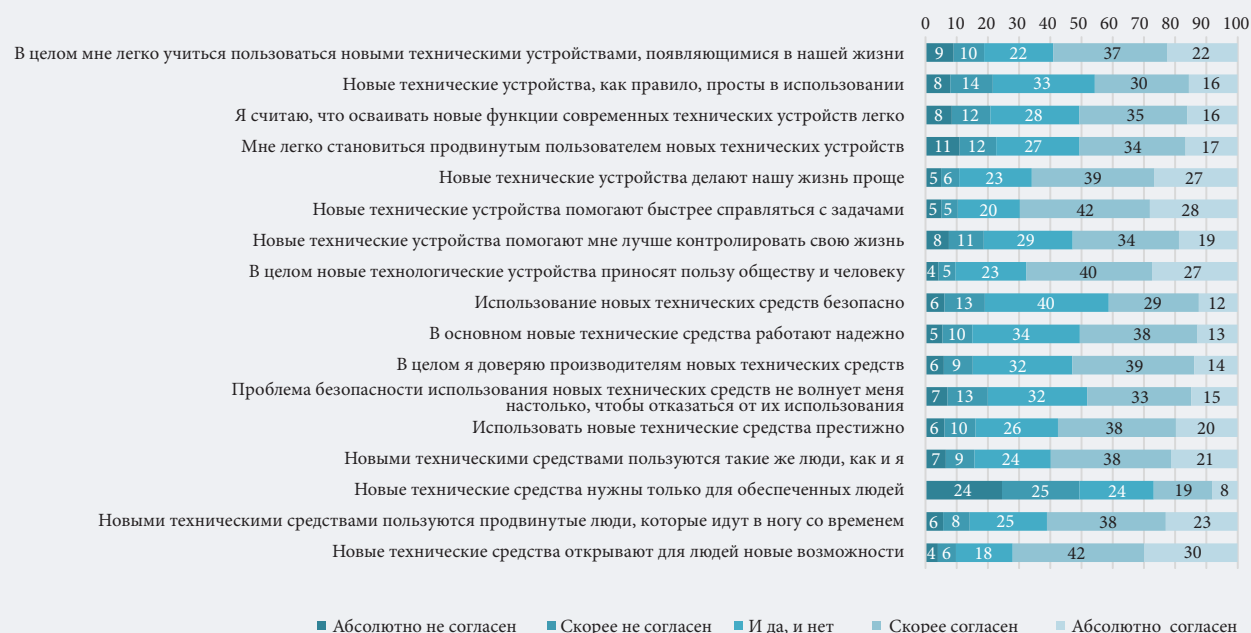 0 10 20 30 40 50 60 70 80 90 100
В целом мне легко учиться пользоваться новыми техническими устройствами, появляющимися в нашей жизни 9 10 22 37 22
Новые технические устройства, как правило, просты в использовании 8 14 33 30 16
Я считаю, что осваивать новые функции современных технических устройств легко 8 12 28 35 16
Мне легко становиться продвинутым пользователем новых технических устройств 11 12 27 34 17
Новые технические устройства делают нашу жизнь проще 5 6 23 39 27
Новые технические устройства помогают быстрее справляться с задачами 5 5 20 42 28
Новые технические устройства помогают мне лучше контролировать свою жизнь 8 11 29 34 19
В целом новые технологические устройства приносят пользу обществу и человеку 4 5 23 40 27
Использование новых технических средств безопасно 6 13 40 29 12
В основном новые технические средства работают надежно 5 10 34 38 13
В целом я доверяю производителям новых технических средств 6 9 32 39 14
Проблема безопасности использования новых технических средств не волнует меня
настолько, чтобы отказаться от их использования 7 13 32 33 15
Использовать новые технические средства престижно 6 10 26 38 20
Новыми техническими средствами пользуются такие же люди, как и я 7 9 24 38 21
Новые технические средства нужны только для обеспеченных людей 24 25 24 19 8
Новыми техническими средствами пользуются продвинутые люди, которые идут в ногу со временем 6 8 25 38 23
Новые технические средства открывают для людей новые возможности 4 6 18 42 30
Абсолютно не согласен Скорее не согласен И да, и нет Скорее согласен Абсолютно согласен